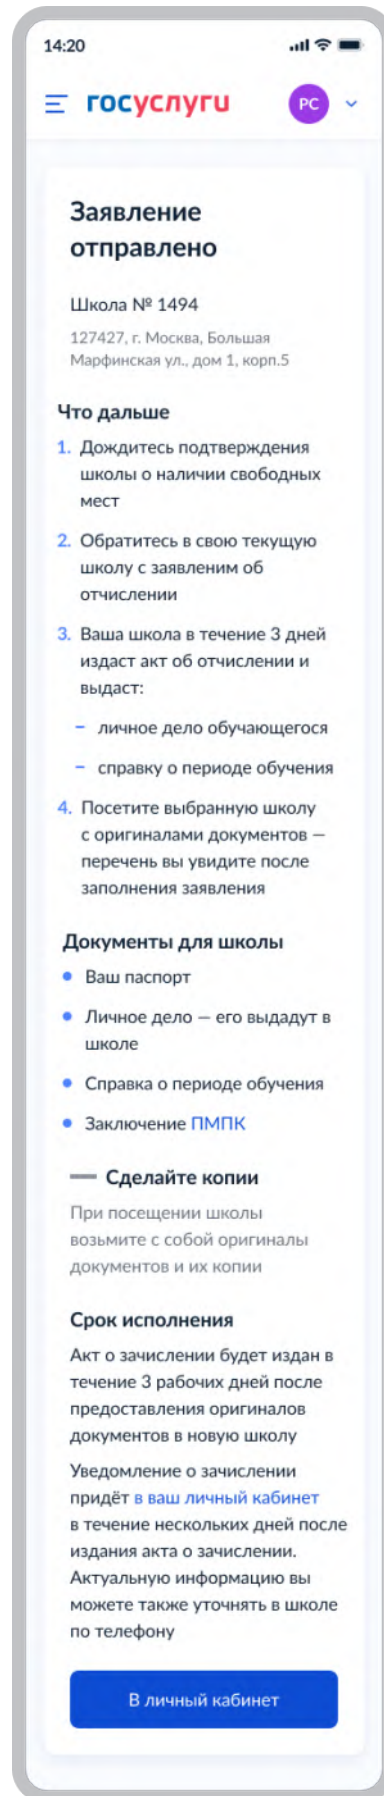 14:20
госуслуги
РС
Заявление
отправлено
Школа № 1494
127427, г. Москва, Большая
Марфинская ул., дом 1, корп.5
Что дальше
1. Дождитесь подтверждения
школы о наличии свободных
мест
2. Обратитесь в свою текущую
школу с заявленим об
отчислении
3. Ваша школа в течение 3 дней
издаст акт об отчислении и
выдаст:
– личное дело обучающегося
– справку о периоде обучения
4. Посетите выбранную школу
с оригиналами документов —
перечень вы увидите после
заполнения заявления
Документы для школы
• Ваш паспорт
• Личное дело — его выдадут в
школе
• Справка о периоде обучения
• Заключение ПМПК
Сделайте копии
При посещении школы
возьмите с собой оригиналы
документов и их копии
Срок исполнения
Акт о зачислении будет издан в
течение 3 рабочих дней после
предоставления оригиналов
документов в новую школу
Уведомление о зачислении
придёт в ваш личный кабинет
в течение нескольких дней после
издания акта о зачислении.
Актуальную информацию вы
можете также уточнять в школе
по телефону
В личный кабинет